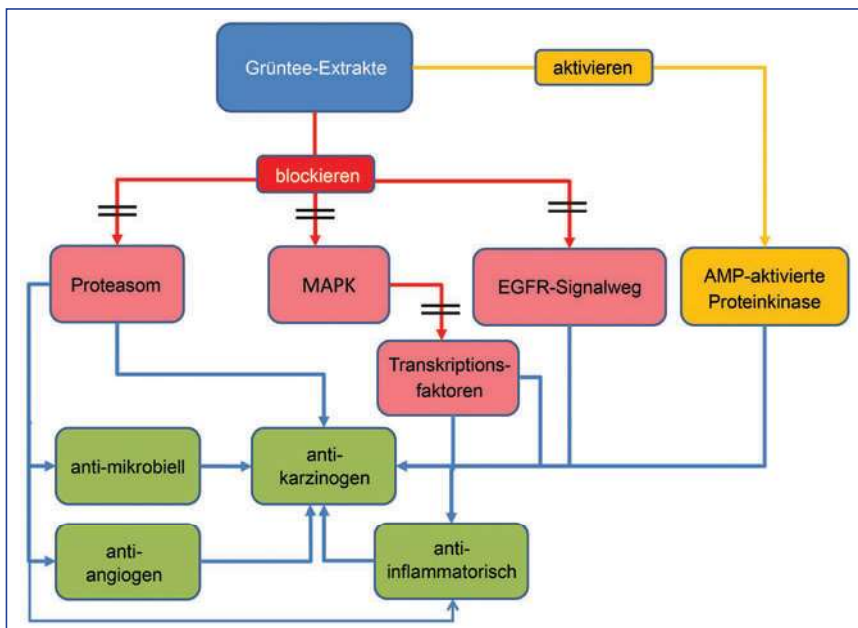 Grüntee-Extrakte
aktivieren
blockieren
Proteasom
MAPK
EGFR-Signalweg
AMP-aktivierte
Proteinkinase
Transkriptions-
faktoren
anti-mikrobiell
anti-
karzinogen
anti-
angiogen
anti-
inflammatorisch